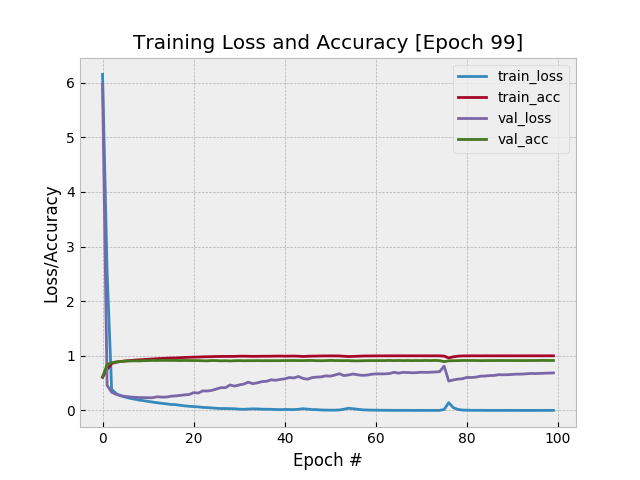 Training Loss and Accuracy [Epoch 99]
train_loss
train_acc
val_loss
val_acc
6
5
4
3
2
1
0
Loss/Accuracy
0 20 40 60 80 100
Epoch #